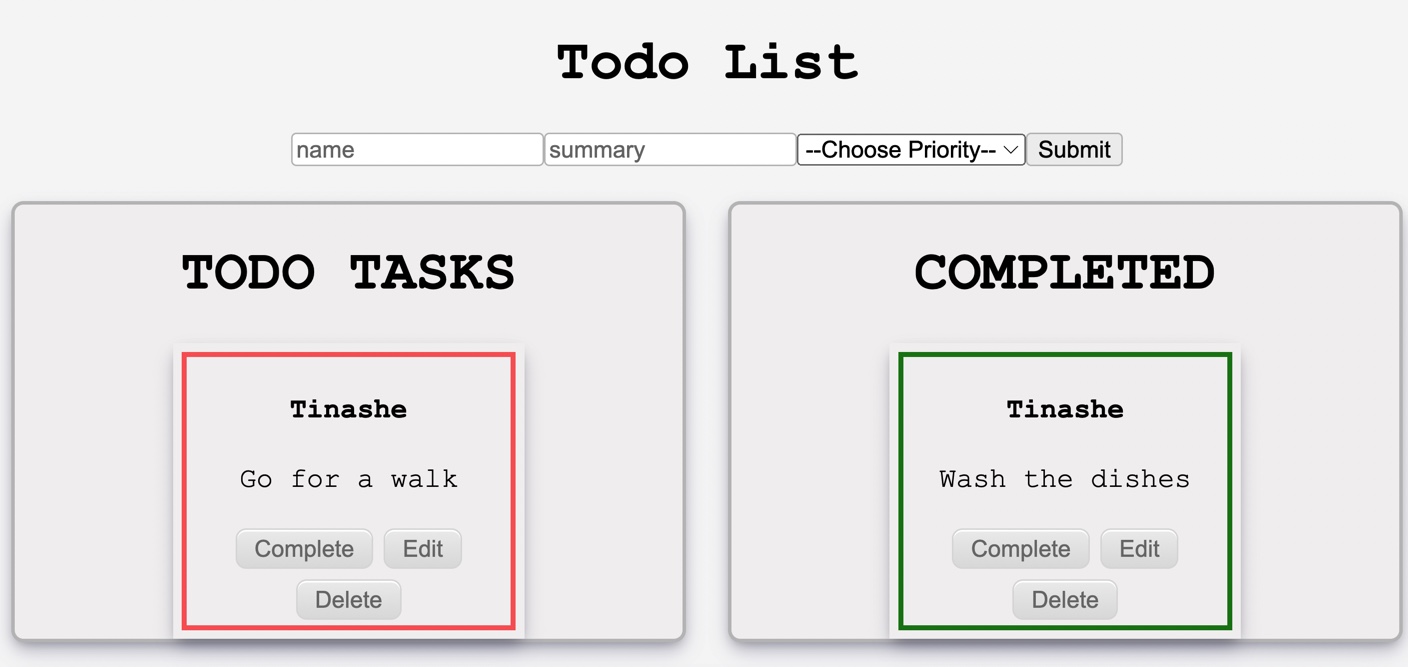 Todo List
name summary --Choose Priority-- Submit
TODO TASKS
Tinashe
Go for a walk
Complete Edit
Delete
COMPLETED
Tinashe
Wash the dishes
Complete Edit
Delete